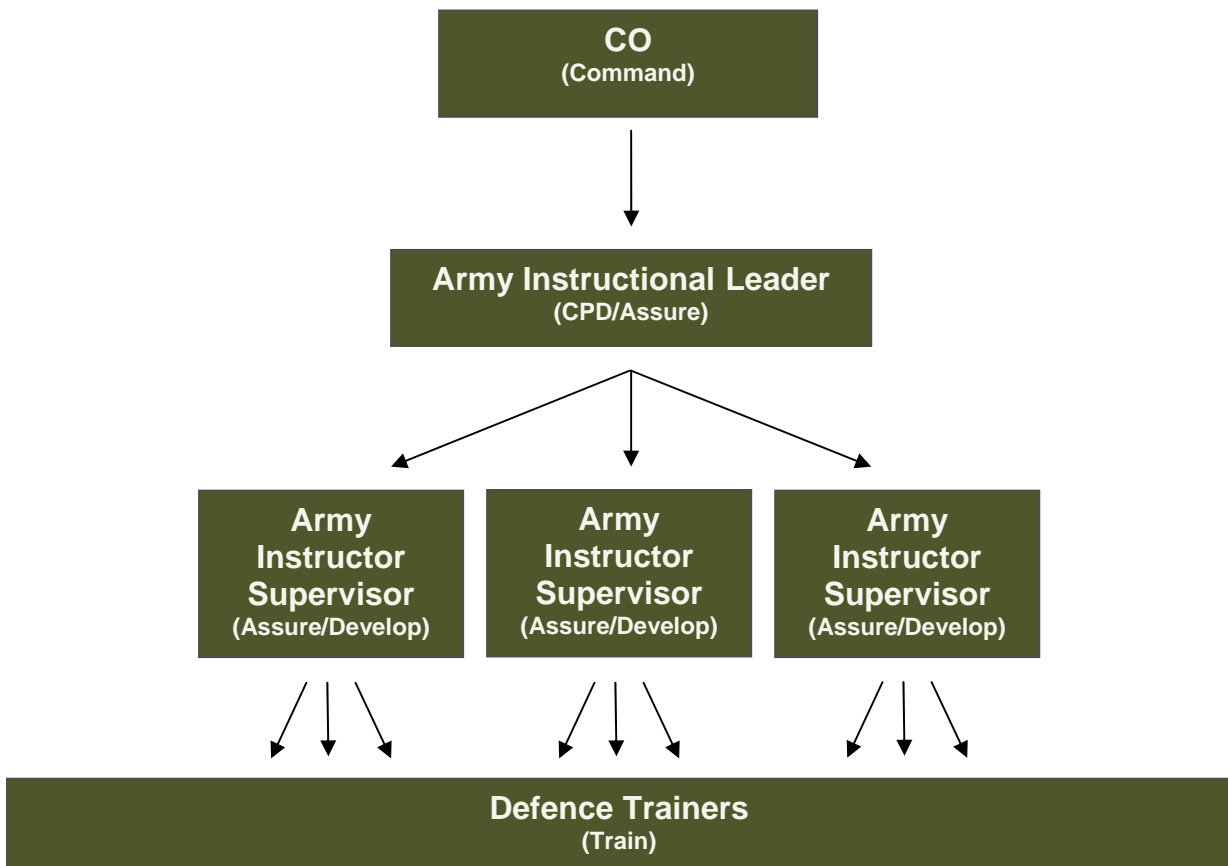 CO
(Command)
Army Instructional Leader
(CPD/Assure)
Army
Instructor
Supervisor
(Assure/Develop)
Army
Instructor
Supervisor
(Assure/Develop)
Army
Instructor
Supervisor
(Assure/Develop)
Defence Trainers
(Train)